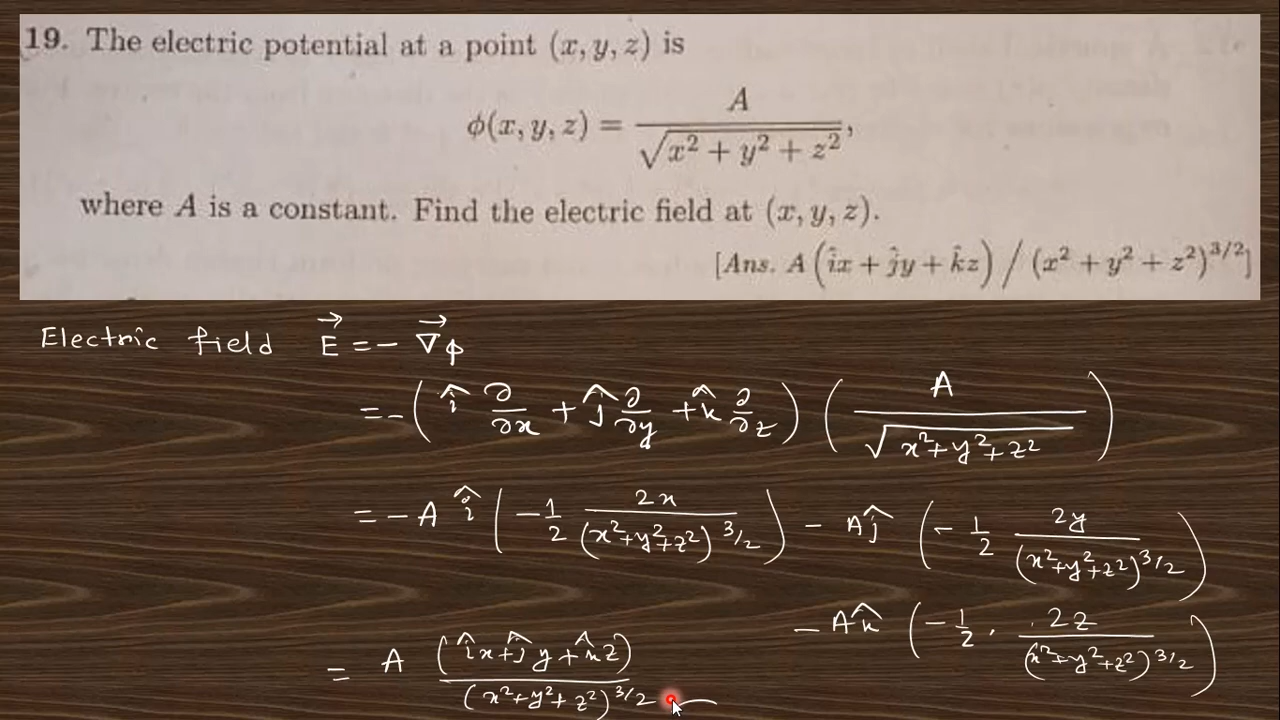 19. The electric potential at a point (x, y, z) is
ϕ(x, y, z) = A / √(x² + y² + z²),
where A is a constant. Find the electric field at (x, y, z).
[Ans. A (îx + ĵy + k̂z) / (x² + y² + z²)^3/2]
Electric field E⃗ = - ∇⃗ϕ
= - (î ∂/∂x + ĵ ∂/∂y + k̂ ∂/∂z) (A / √(x²+y²+z²))
= - A î (- 1/2 2x / (x²+y²+z²)^3/2) - Aĵ (- 1/2 2y / (x²+y²+z²)^3/2)
- Ak̂ (- 1/2 . 2z / (x²+y²+z²)^3/2)
= A (îx+ĵy+k̂z) / (x²+y²+z²)^3/2